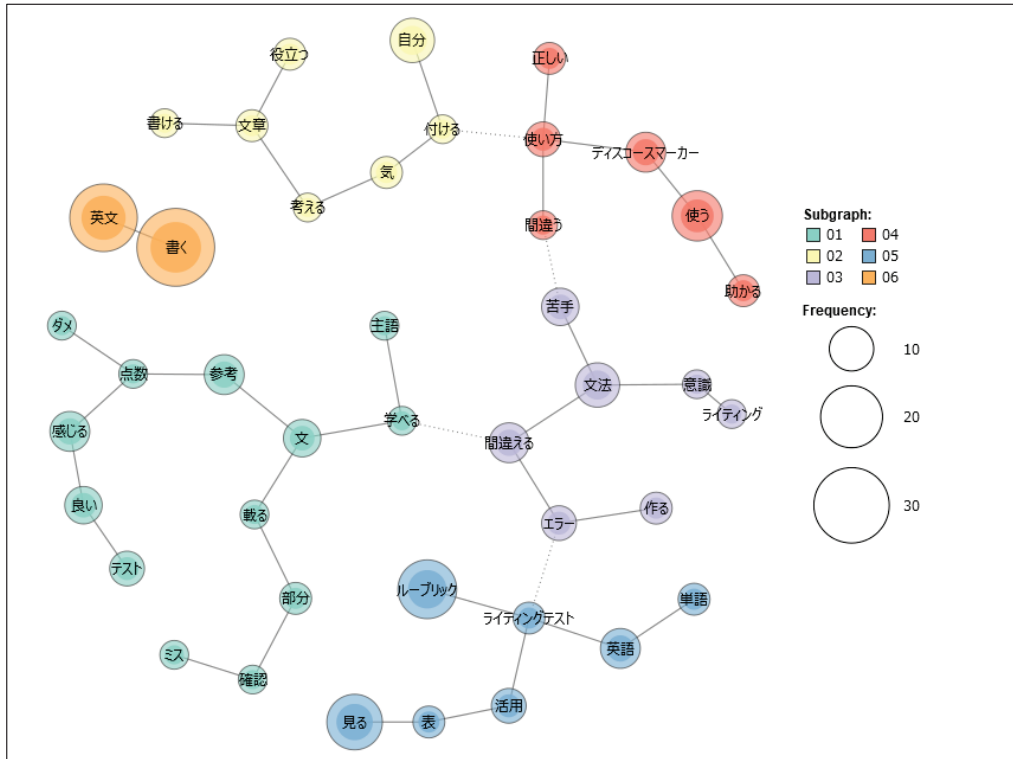 自分
役立つ
正しい
書ける
文章
付ける
使い方
ディスコースマーカー
気
考える
英文
書く
間違う
使う
助かる
Subgraph:
01
04
02
05
03
06
Frequency:
10
20
30
苦手
ダメ
主語
点数
参考
文法
意識
ライティング
感じる
文
学べる
間違える
良い
載る
エラー
作る
テスト
部分
ルーブリック
ライティングテスト
単語
英語
ミス
確認
見る
表
活用